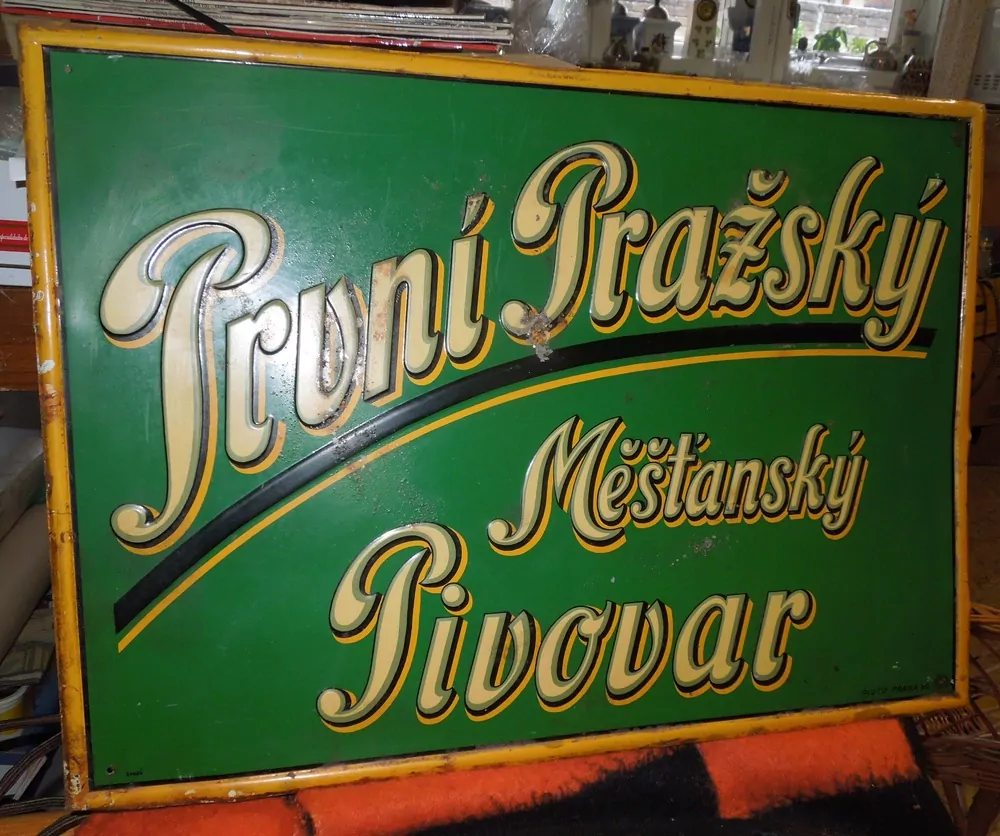 První Pražský
Měšťanský
Pivovar